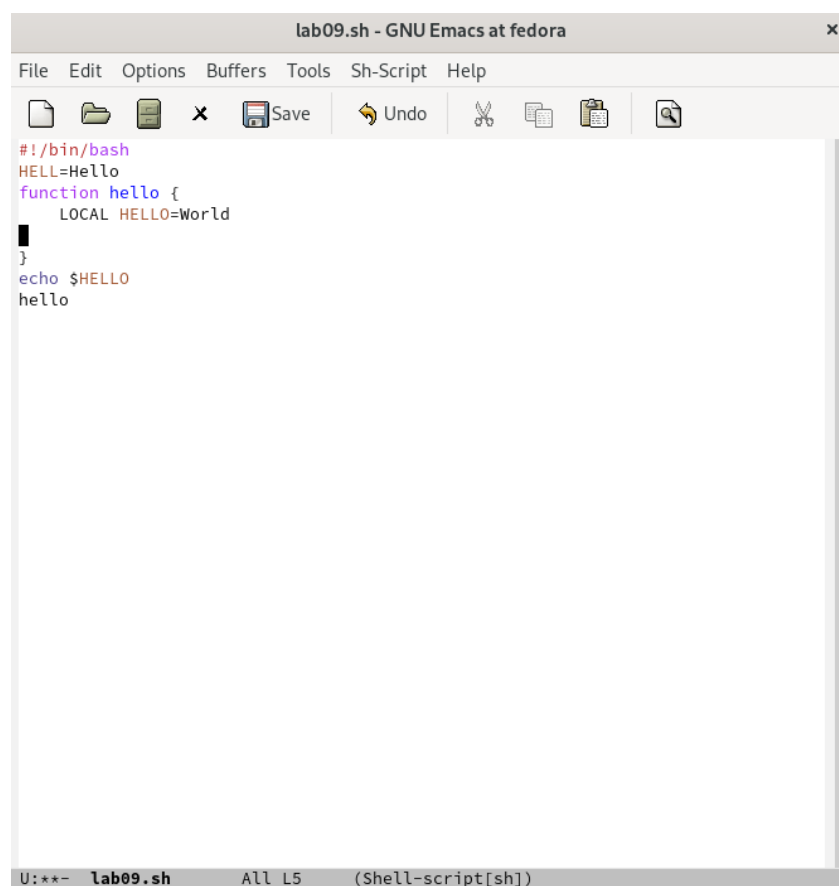 lab09.sh - GNU Emacs at fedora ×
File Edit Options Buffers Tools Sh-Script Help
Save Undo
#!/bin/bash
HELL=Hello
function hello {
    LOCAL HELLO=World
}
echo $HELLO
hello
U:**- lab09.sh All L5 (Shell-script[sh])